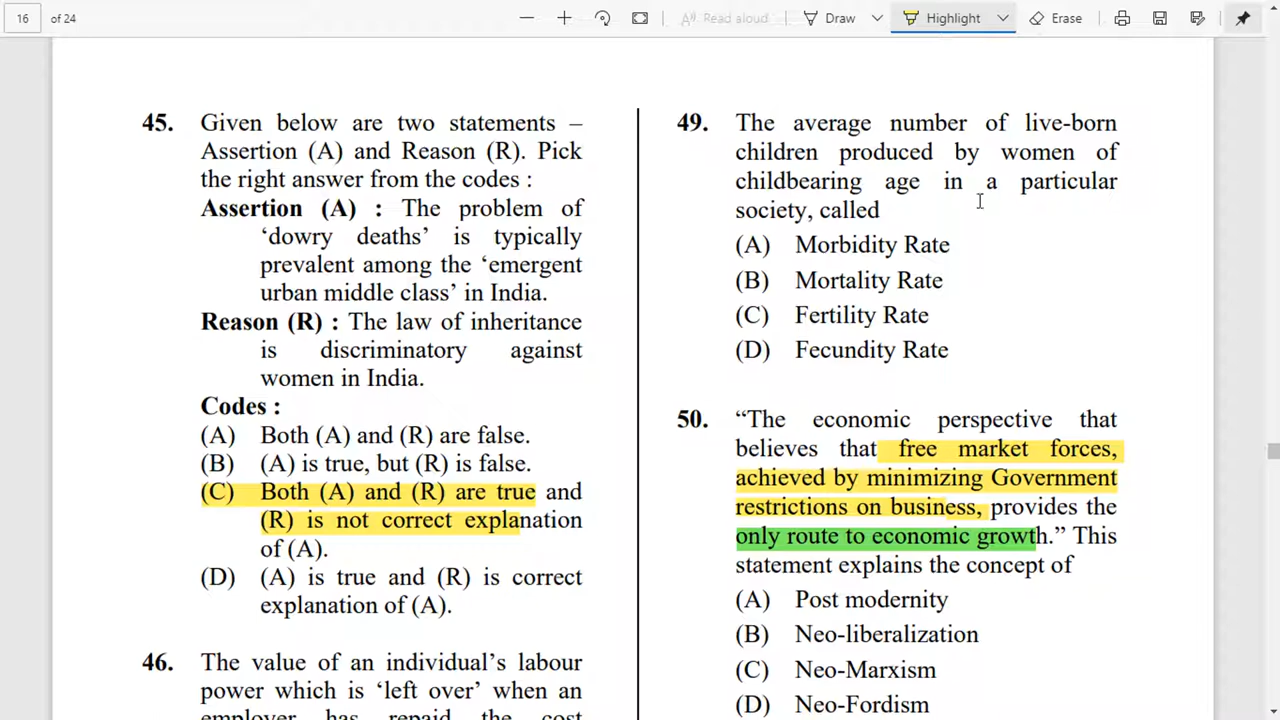 16 of 24 Read aloud Draw Highlight Erase
45. Given below are two statements –
Assertion (A) and Reason (R). Pick
the right answer from the codes :
Assertion (A) : The problem of
‘dowry deaths’ is typically
prevalent among the ‘emergent
urban middle class’ in India.
Reason (R) : The law of inheritance
is discriminatory against
women in India.
Codes :
(A) Both (A) and (R) are false.
(B) (A) is true, but (R) is false.
(C) Both (A) and (R) are true and
(R) is not correct explanation
of (A).
(D) (A) is true and (R) is correct
explanation of (A).
46. The value of an individual’s labour
power which is ‘left over’ when an
employer has repaid the cost
49. The average number of live-born
children produced by women of
childbearing age in a particular
society, called
(A) Morbidity Rate
(B) Mortality Rate
(C) Fertility Rate
(D) Fecundity Rate
50. “The economic perspective that
believes that free market forces,
achieved by minimizing Government
restrictions on business, provides the
only route to economic growth.” This
statement explains the concept of
(A) Post modernity
(B) Neo-liberalization
(C) Neo-Marxism
(D) Neo-Fordism